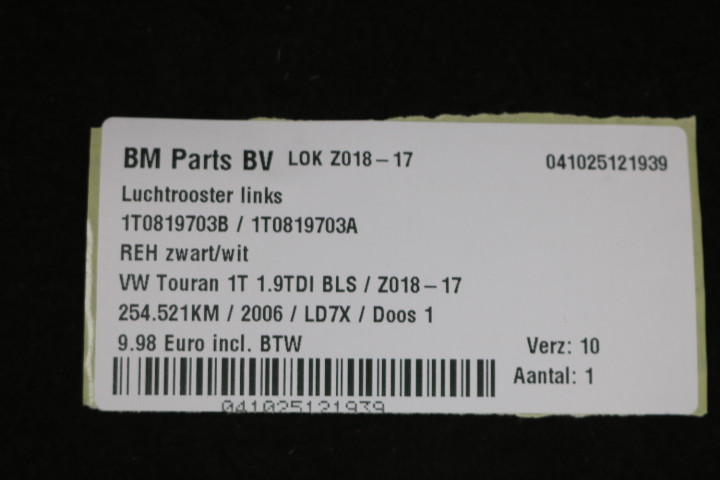 BM Parts BV LOK Z018-17 041025121939
Luchtrooster links
1T0819703B / 1T0819703A
REH zwart/wit
VW Touran 1T 1.9TDI BLS / Z018-17
254.521KM / 2006 / LD7X / Doos 1
9.98 Euro incl. BTW Verz: 10
Aantal: 1
041025121939